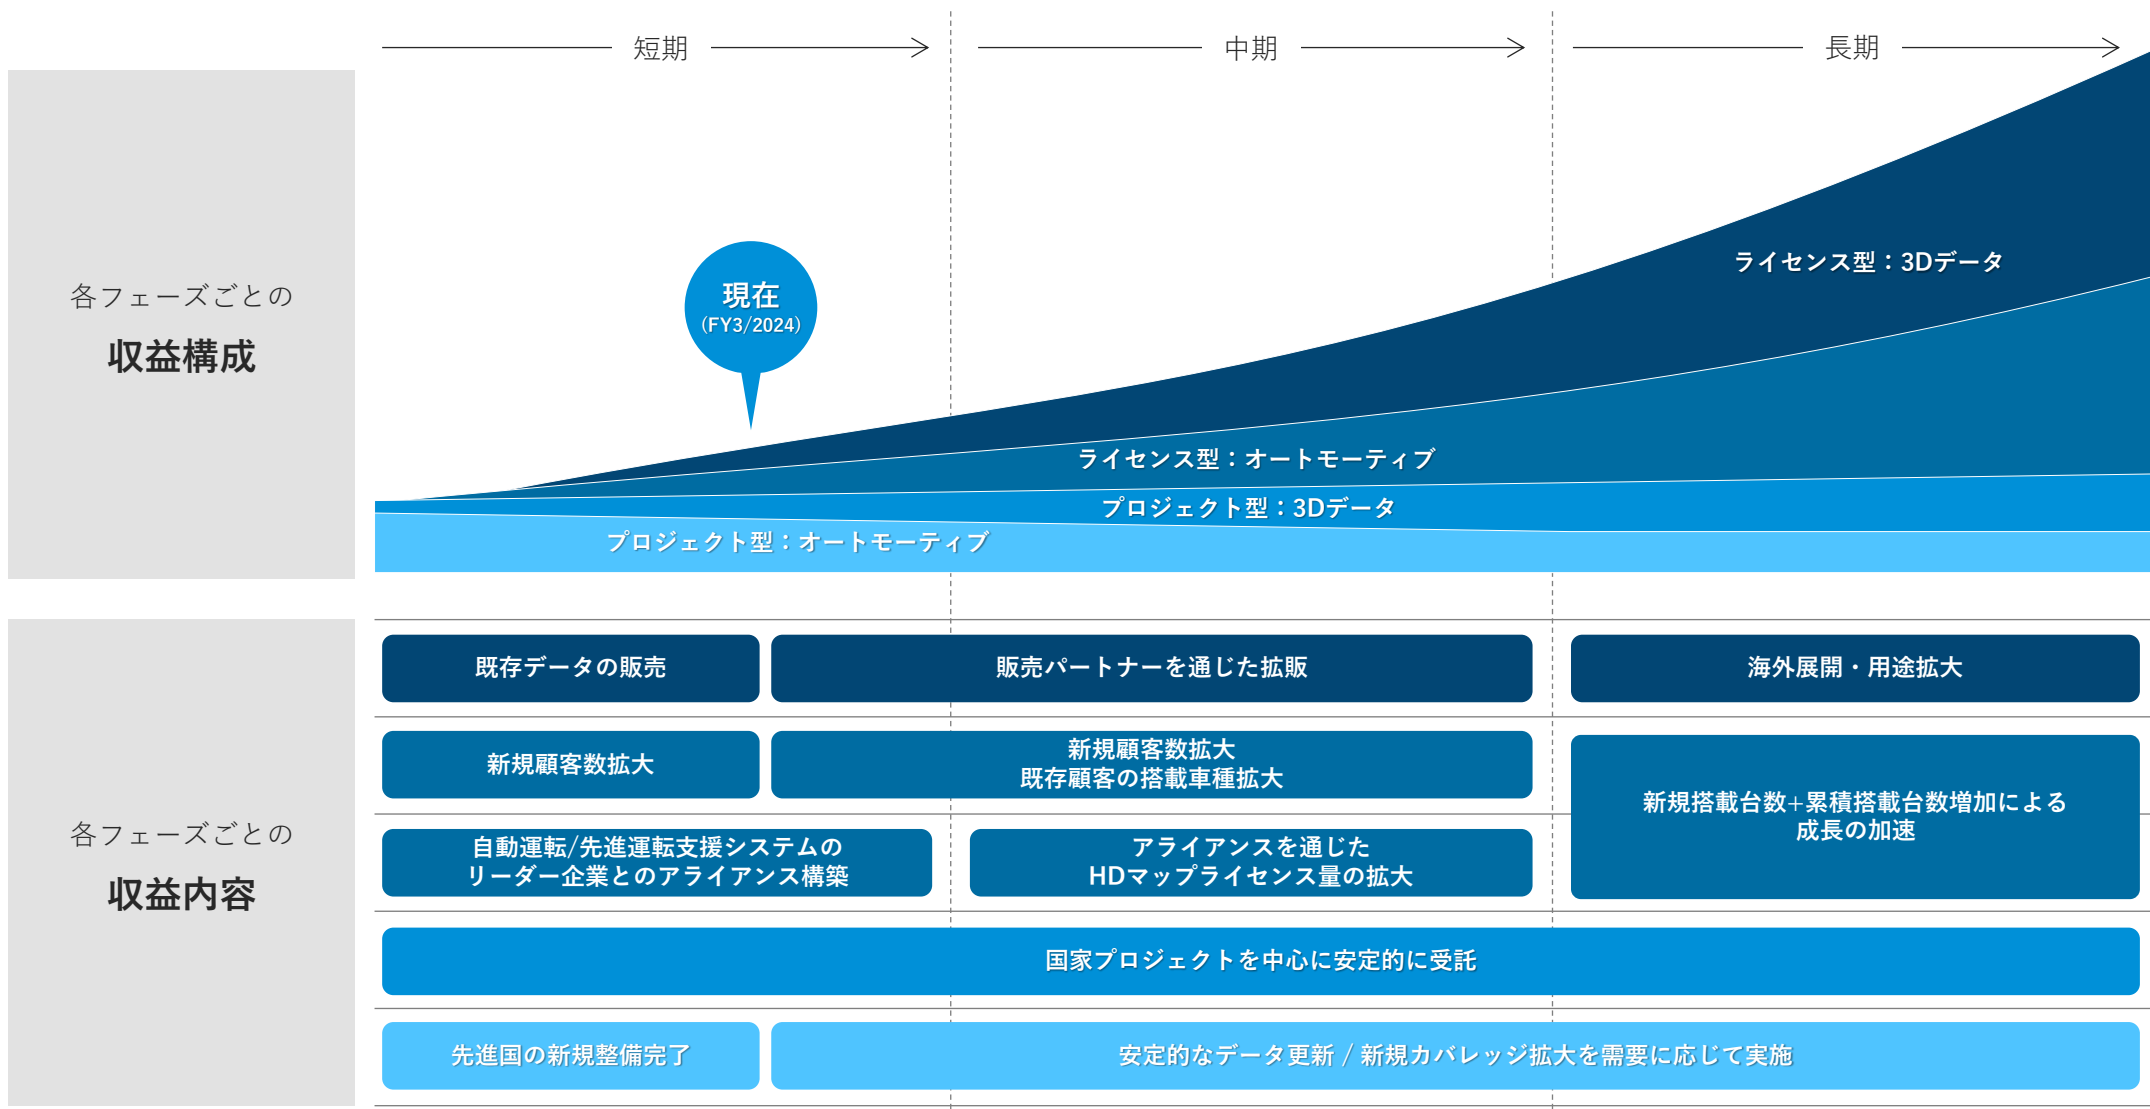 短期
中期
長期
各フェーズごとの
収益構成
現在
(FY3/2024)
ライセンス型：3Dデータ
ライセンス型：オートモーティブ
プロジェクト型：3Dデータ
プロジェクト型：オートモーティブ
各フェーズごとの
収益内容
既存データの販売
販売パートナーを通じた拡販
海外展開・用途拡大
新規顧客数拡大
新規顧客数拡大
既存顧客の搭載車種拡大
新規搭載台数+累積搭載台数増加による
成長の加速
自動運転/先進運転支援システムの
リーダー企業とのアライアンス構築
アライアンスを通じた
HDマップライセンス量の拡大
国家プロジェクトを中心に安定的に受託
先進国の新規整備完了
安定的なデータ更新 / 新規カバレッジ拡大を需要に応じて実施